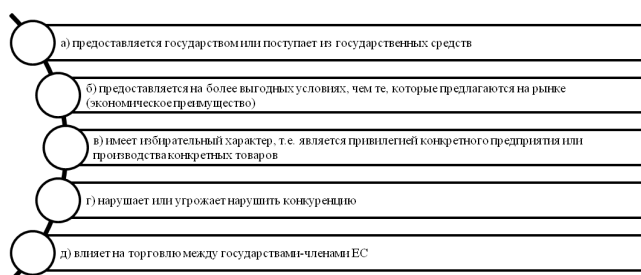 а) предоставляется государством или поступает из государственных средств
б) предоставляется на более выгодных условиях, чем те, которые предлагаются на рынке
(экономическое преимущество)
в) имеет избирательный характер, т.е. является привилегией конкретного предприятия или
производства конкретных товаров
г) нарушает или угрожает нарушить конкуренцию
д) влияет на торговлю между государствами-членами ЕС